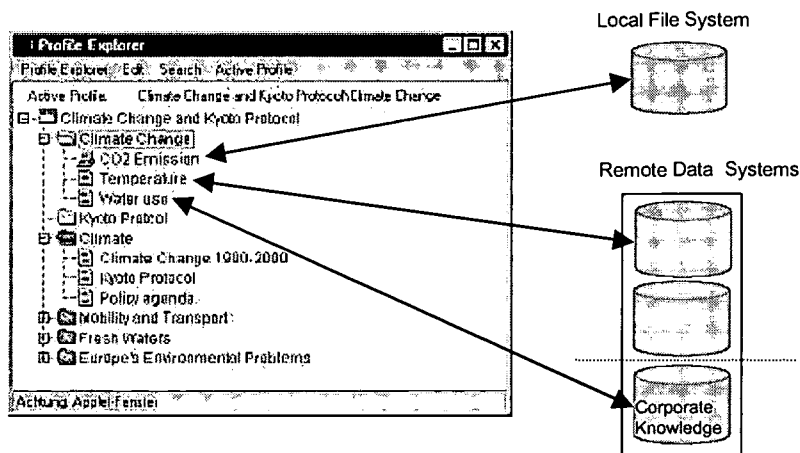 Profile Explorer
Profile Explorer Edit Search Active Profile
Active Profile Climate Change and Kyoto Protocol\Climate Change
Climate Change and Kyoto Protocol
Climate Change
CO2 Emission
Temperature
Water use
Kyoto Protcol
Climate
Climate Change 1900-2000
Kyoto Protocol
Policy agenda
Mobility and Transport
Fresh Waters
Europe's Environmental Problems
Achtung Applet-Fenster
Local File System
Remote Data Systems
Corporate
Knowledge